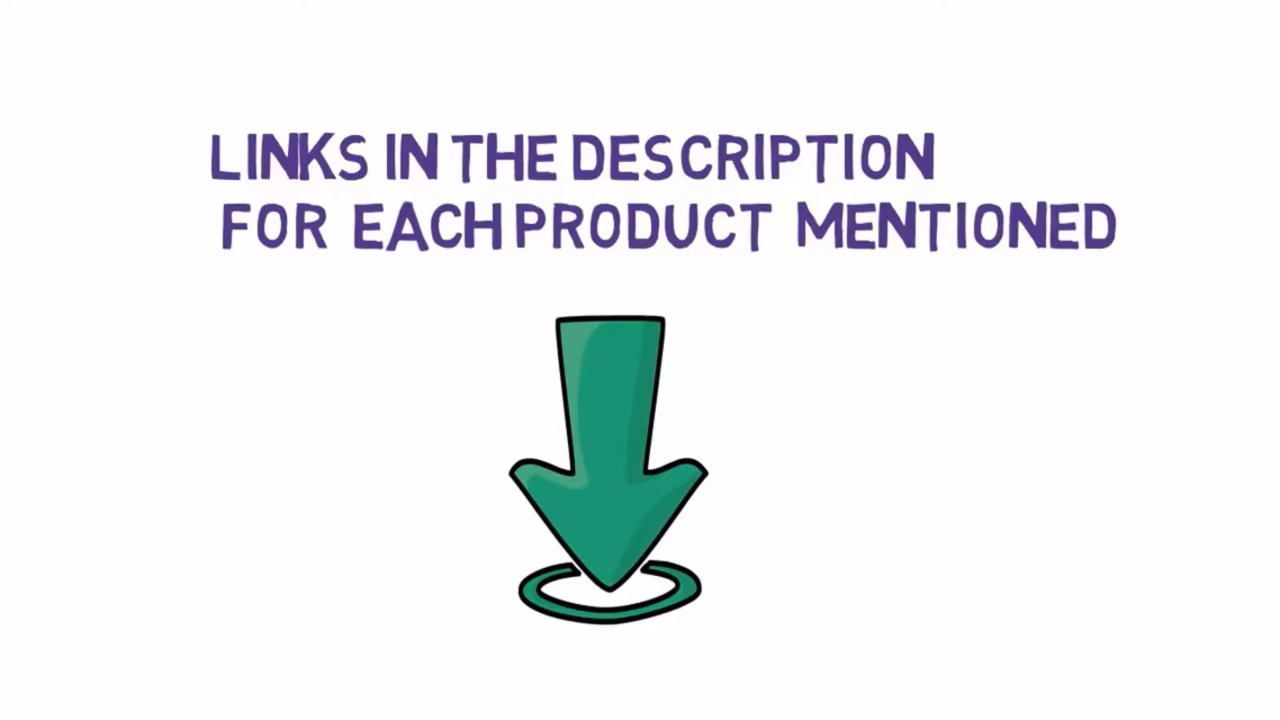 LINKS IN THE DESCRIPTION
FOR EACH PRODUCT MENTIONED